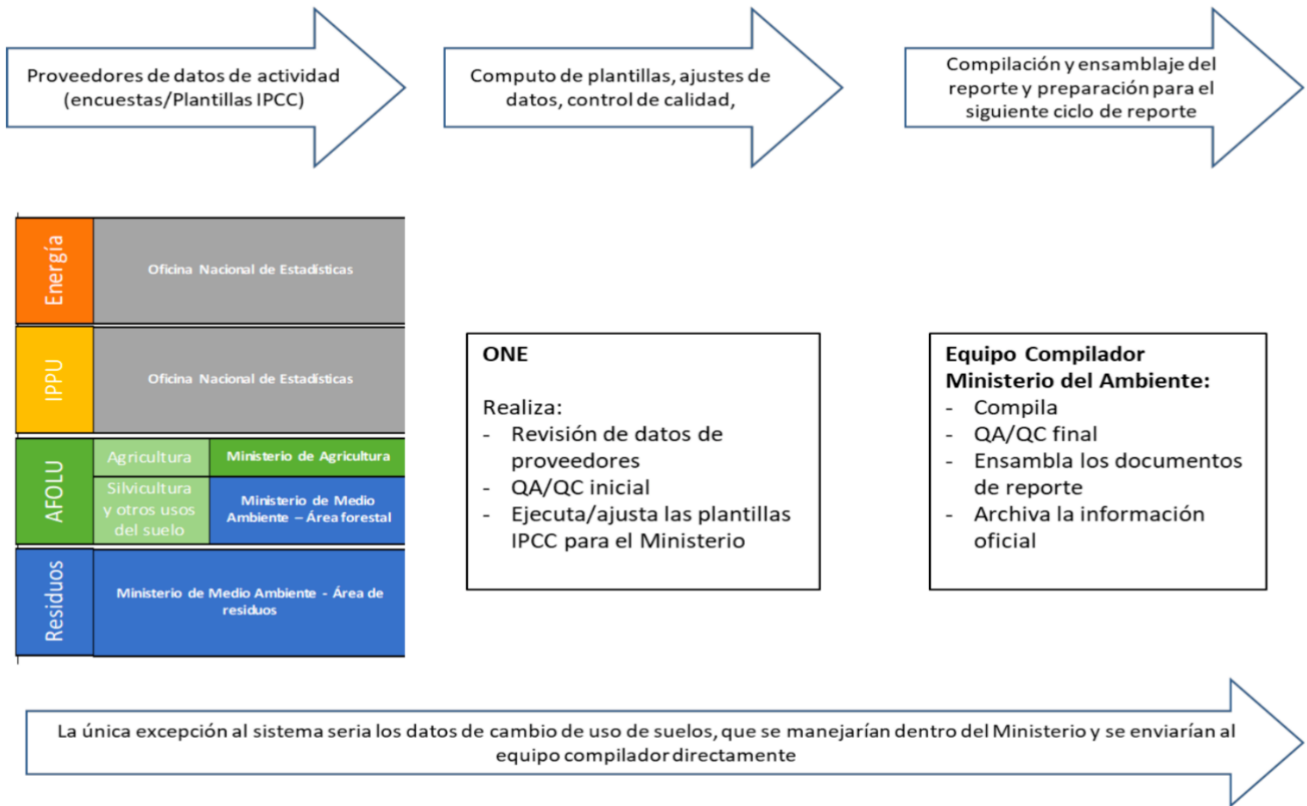 Proveedores de datos de actividad
(encuestas/Plantillas IPCC)
Computo de plantillas, ajustes de
datos, control de calidad,
Compilación y ensamblaje del
reporte y preparación para el
siguiente ciclo de reporte
Energía
Oficina Nacional de Estadísticas
IPPU
Oficina Nacional de Estadísticas
AFOLU
Agricultura
Ministerio de Agricultura
Silvicultura
y otros usos
del suelo
Ministerio de Medio
Ambiente – Área forestal
Residuos
Ministerio de Medio Ambiente - Área de
residuos
ONE
Realiza:
- Revisión de datos de
proveedores
- QA/QC inicial
- Ejecuta/ajusta las plantillas
IPCC para el Ministerio
Equipo Compilador
Ministerio del Ambiente:
- Compila
- QA/QC final
- Ensambla los documentos
de reporte
- Archiva la información
oficial
La única excepción al sistema seria los datos de cambio de uso de suelos, que se manejarían dentro del Ministerio y se enviarían al
equipo compilador directamente